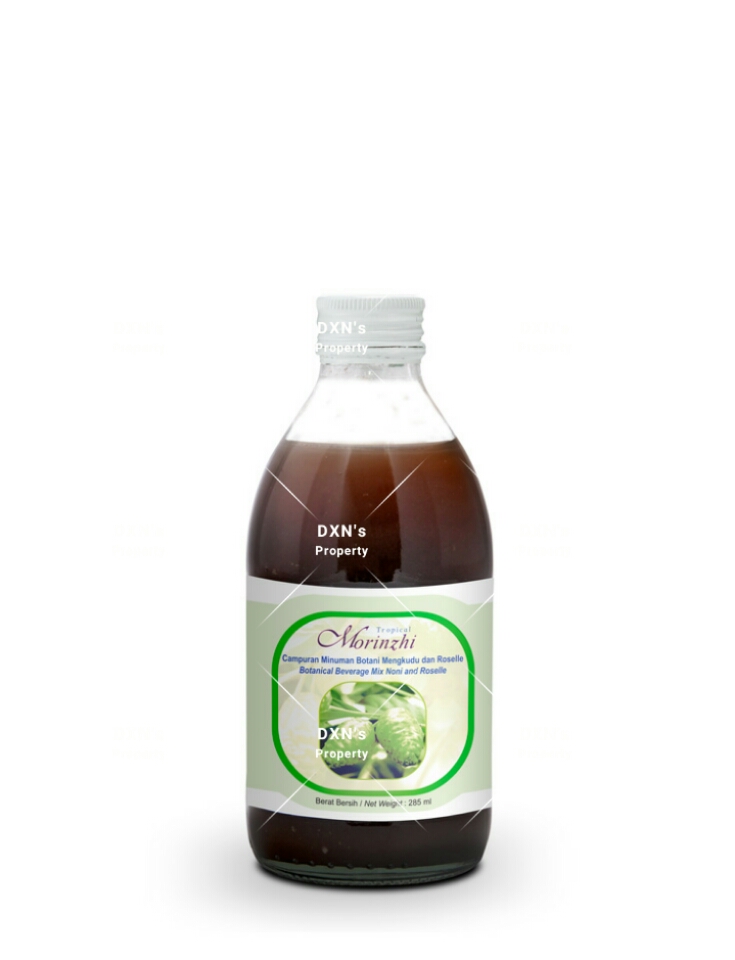 DXN's
Property
DXN's
Property
Tropical
Morinzhi
Campuran Minuman Botani Mengkudu dan Roselle
Botanical Beverage Mix Noni and Roselle
DXN's
Property
Berat Bersih / Net Weight : 285 ml